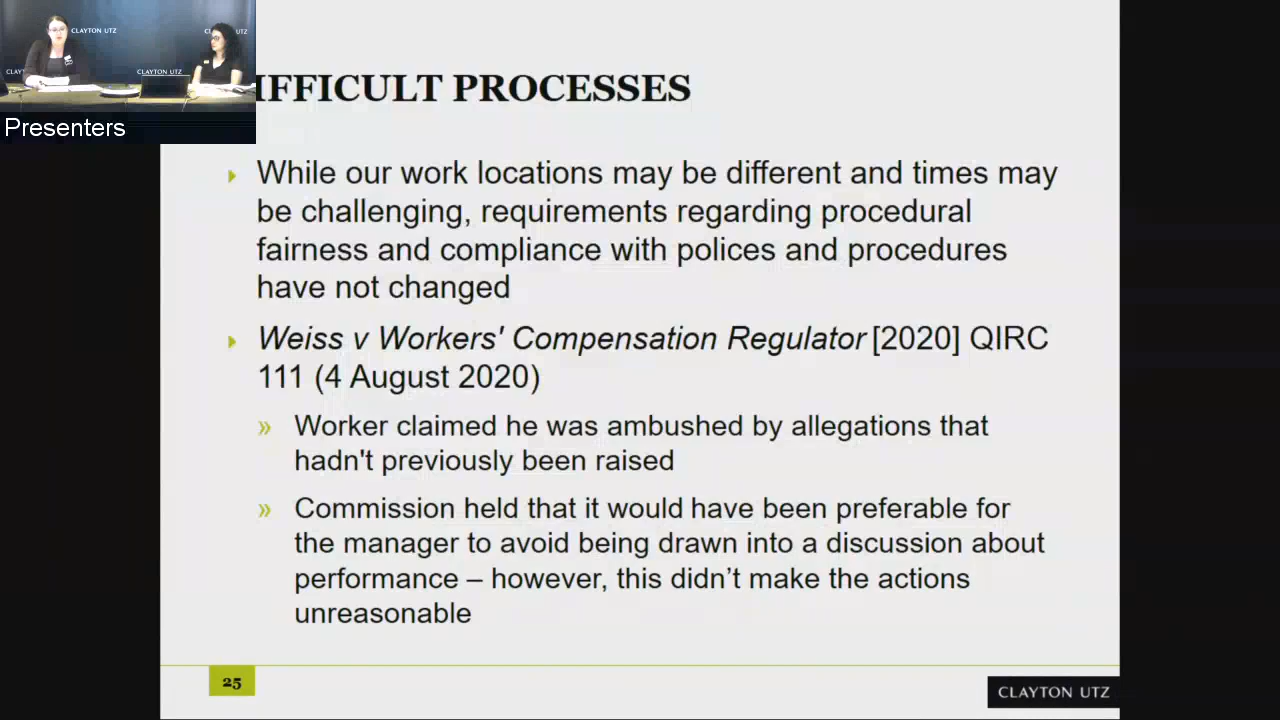 CLAYTON UTZ
UTZ
CLAY
CLAYTON UTZ
Presenters
IFFICULT PROCESSES
While our work locations may be different and times may
be challenging, requirements regarding procedural
fairness and compliance with polices and procedures
have not changed
Weiss v Workers' Compensation Regulator [2020] QIRC
111 (4 August 2020)
» Worker claimed he was ambushed by allegations that
hadn't previously been raised
» Commission held that it would have been preferable for
the manager to avoid being drawn into a discussion about
performance – however, this didn’t make the actions
unreasonable
25
CLAYTON UTZ